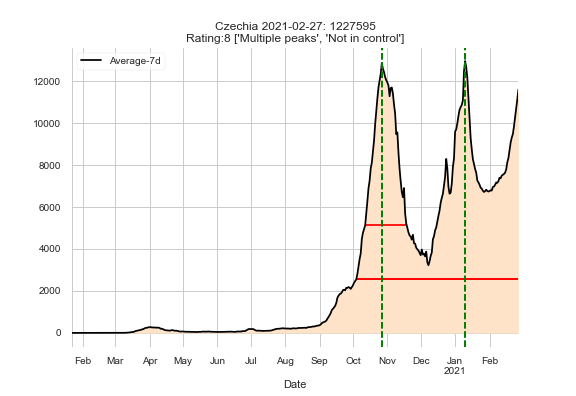 Czechia 2021-02-27: 1227595
Rating:8 ['Multiple peaks', 'Not in control']
Average-7d
12000
10000
8000
6000
4000
2000
0
Feb Mar Apr May Jun Jul Aug Sep Oct Nov Dec Jan Feb
2021
Date